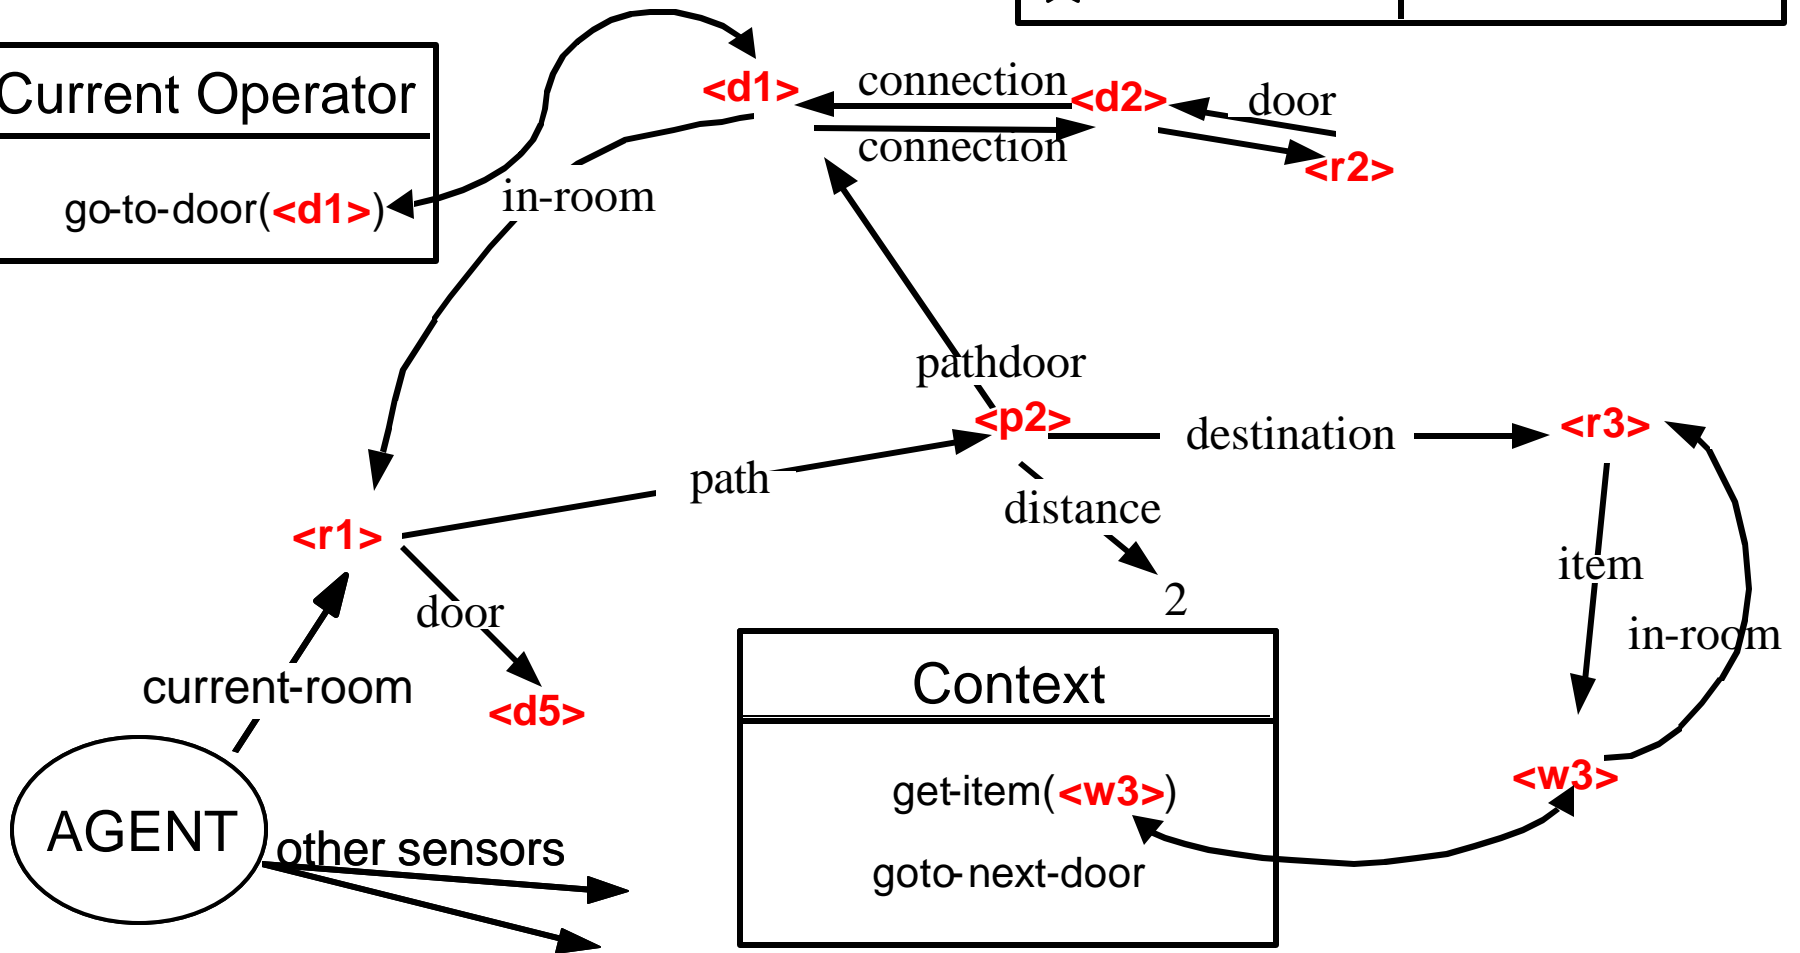 Current Operator
go-to-door(<d1>)
<d1>
connection
<d2>
door
connection
<r2>
in-room
pathdoor
<p2>
destination
<r3>
path
distance
<r1>
item
2
door
in-room
current-room
<d5>
Context
get-item(<w3>)
<w3>
AGENT
other sensors
goto-next-door